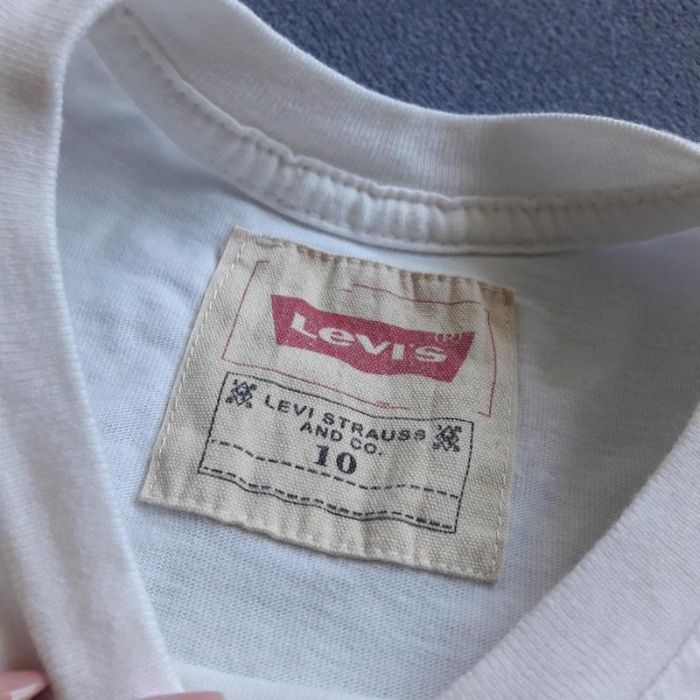 Levi's
(R)
LEVI STRAUSS
AND CO.
10